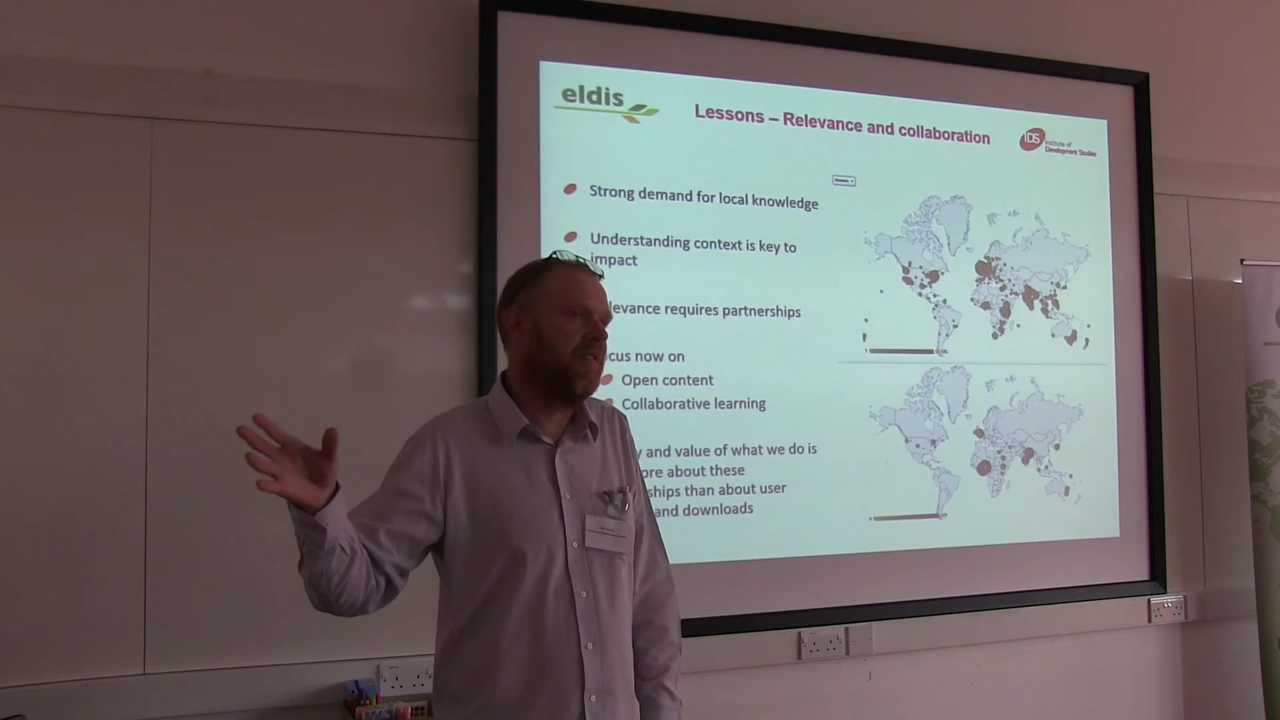 eldis
Lessons – Relevance and collaboration
IDS
Institute of
Development Studies
Strong demand for local knowledge
Understanding context is key to
impact
levance requires partnerships
cus now on
Open content
Collaborative learning
y and value of what we do is
ore about these
ships than about user
and downloads